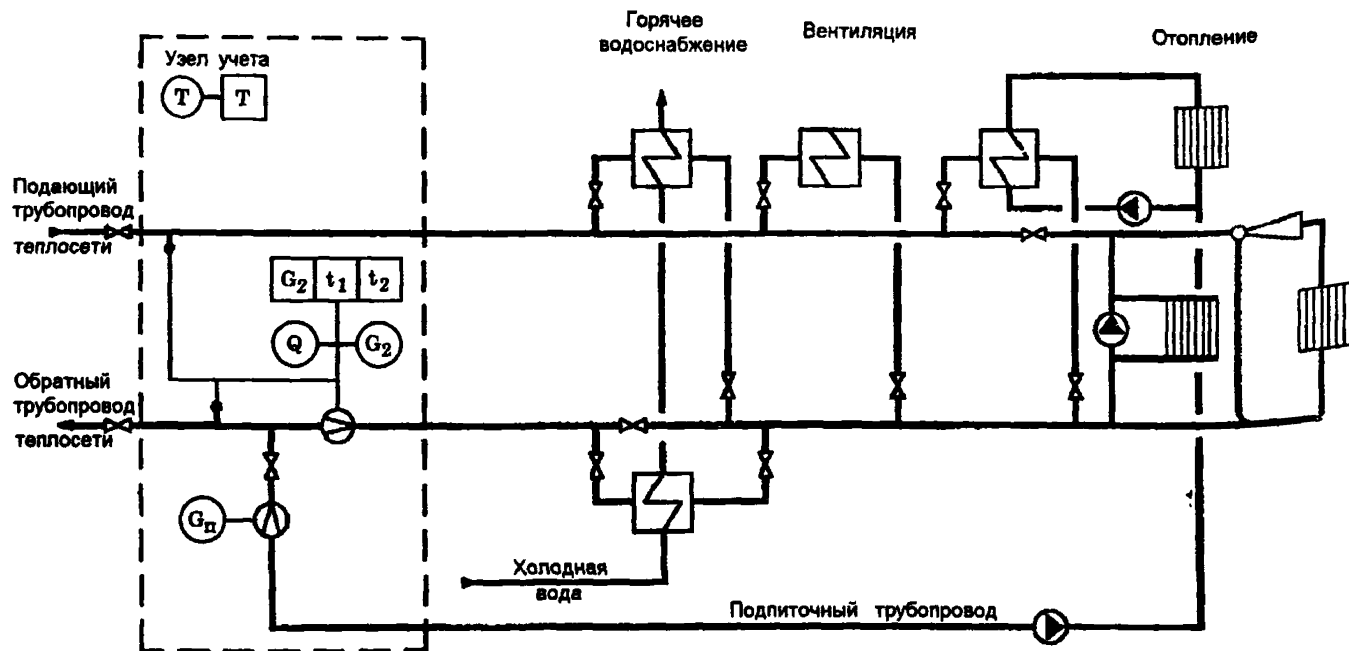 Горячее
водоснабжение
Вентиляция
Отопление
Узел учета
T T
Подающий
трубопровод
теплосети
G2 t1 t2
Q G2
Обратный
трубопровод
теплосети
Gп
Холодная
вода
Подпиточный трубопровод